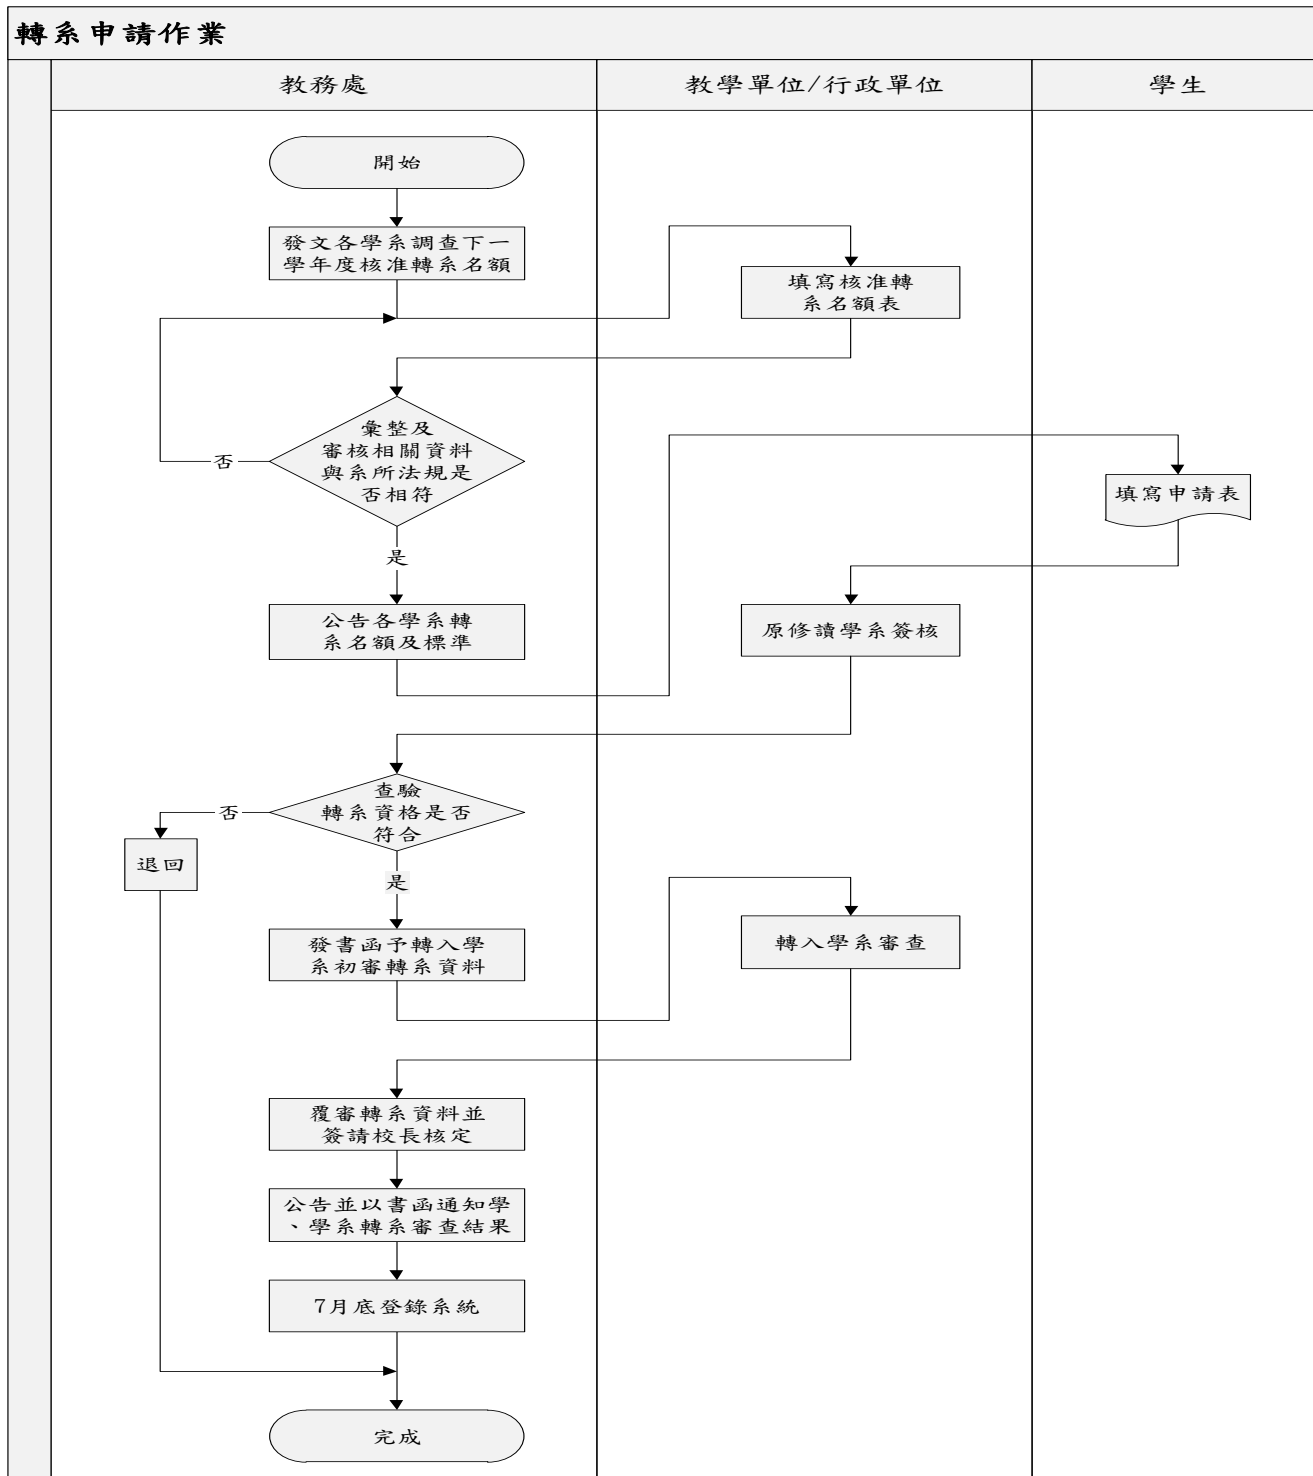 轉系申請作業
教務處
教學單位/行政單位
學生
開始
發文各學系調查下一
學年度核准轉系名額
填寫核准轉
系名額表
彙整及
審核相關資料
與系所法規是
否相符
否
是
填寫申請表
公告各學系轉
系名額及標準
原修讀學系簽核
查驗
轉系資格是否
符合
否
退回
是
發書函予轉入學
系初審轉系資料
轉入學系審查
覆審轉系資料並
簽請校長核定
公告並以書函通知學
、學系轉系審查結果
7月底登錄系統
完成